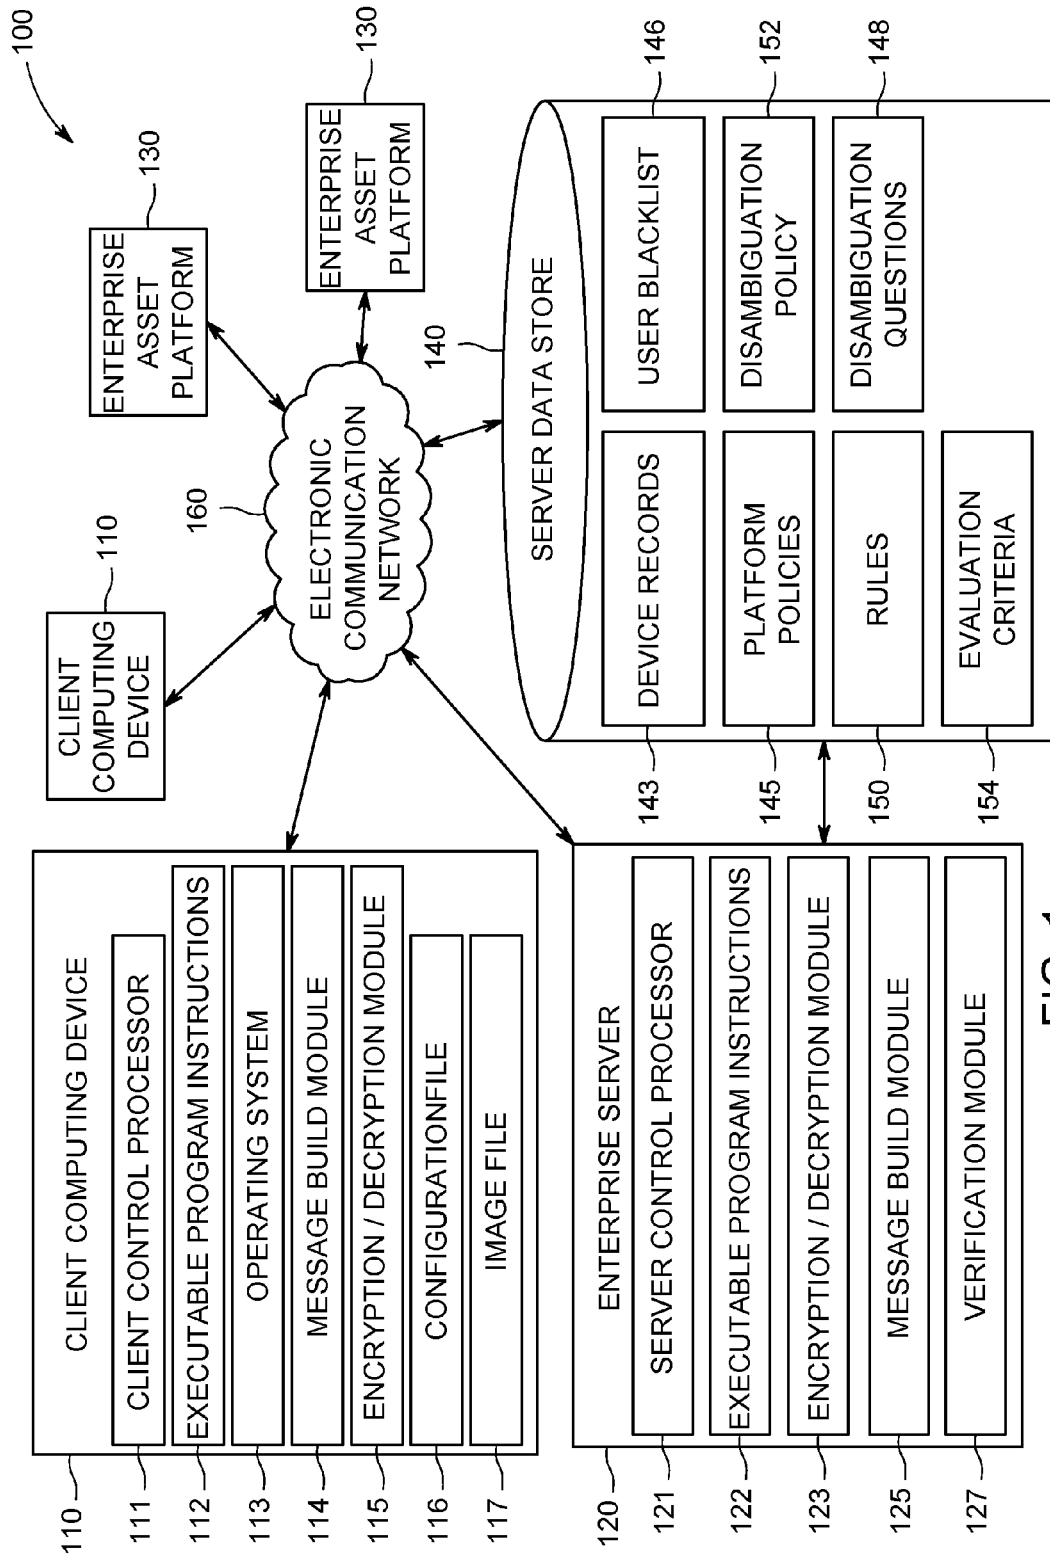 100
110
CLIENT COMPUTING DEVICE
111
CLIENT CONTROL PROCESSOR
112
EXECUTABLE PROGRAM INSTRUCTIONS
113
OPERATING SYSTEM
114
MESSAGE BUILD MODULE
115
ENCRYPTION / DECRYPTION MODULE
116
CONFIGURATIONFILE
117
IMAGE FILE
CLIENT
COMPUTING
DEVICE
110
ENTERPRISE
ASSET
PLATFORM
130
ENTERPRISE
ASSET
PLATFORM
130
160
ELECTRONIC
COMMUNICATION
NETWORK
120
ENTERPRISE SERVER
121
SERVER CONTROL PROCESSOR
122
EXECUTABLE PROGRAM INSTRUCTIONS
123
ENCRYPTION / DECRYPTION MODULE
125
MESSAGE BUILD MODULE
127
VERIFICATION MODULE
140
SERVER DATA STORE
143
DEVICE RECORDS
USER BLACKLIST
146
145
PLATFORM
POLICIES
DISAMBIGUATION
POLICY
152
150
RULES
DISAMBIGUATION
QUESTIONS
148
154
EVALUATION
CRITERIA